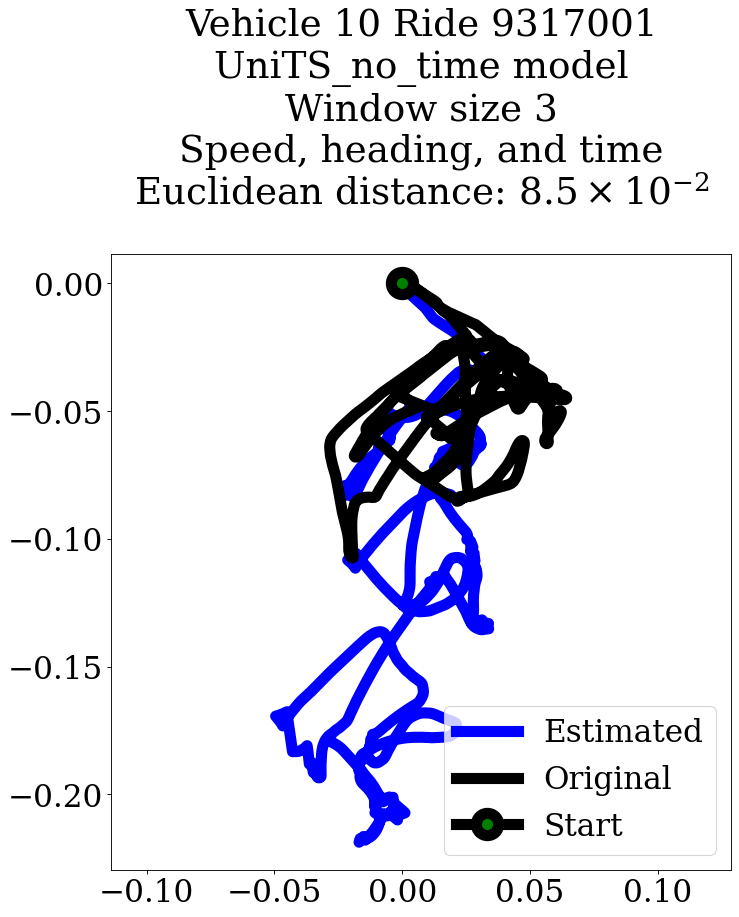 Vehicle 10 Ride 9317001
UniTS_no_time model
Window size 3
Speed, heading, and time
Euclidean distance: 8.5 × 10⁻²
0.00
−0.05
−0.10
−0.15
−0.20
Estimated
Original
Start
−0.10 −0.05 0.00 0.05 0.10